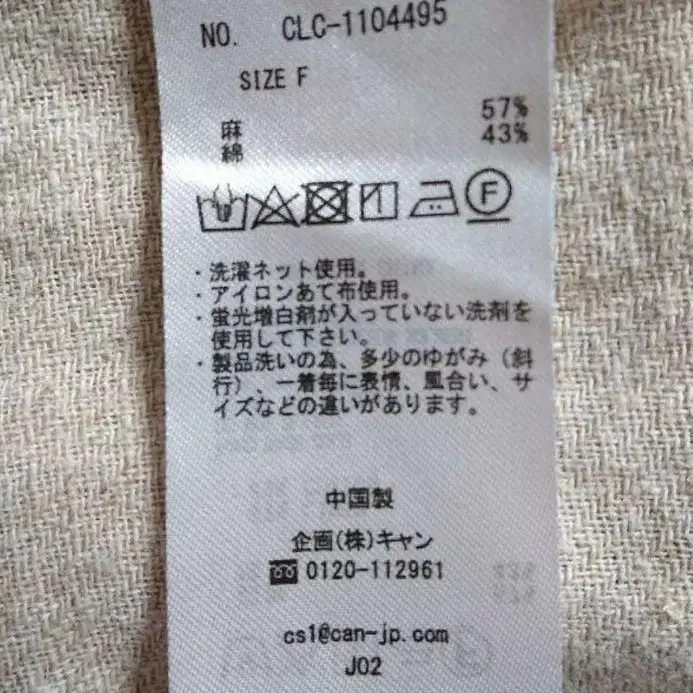 NO. CLC-1104495
SIZE F
麻 57%
綿 43%
F
・洗濯ネット使用。
・アイロンあて布使用。
・蛍光増白剤が入っていない洗剤を
使用して下さい。
・製品洗いの為、多少のゆがみ（斜
行）、一着毎に表情、風合い、サ
イズなどの違いがあります。
中国製
企画(株)キャン
0120-112961
cs1@can-jp.com
J02